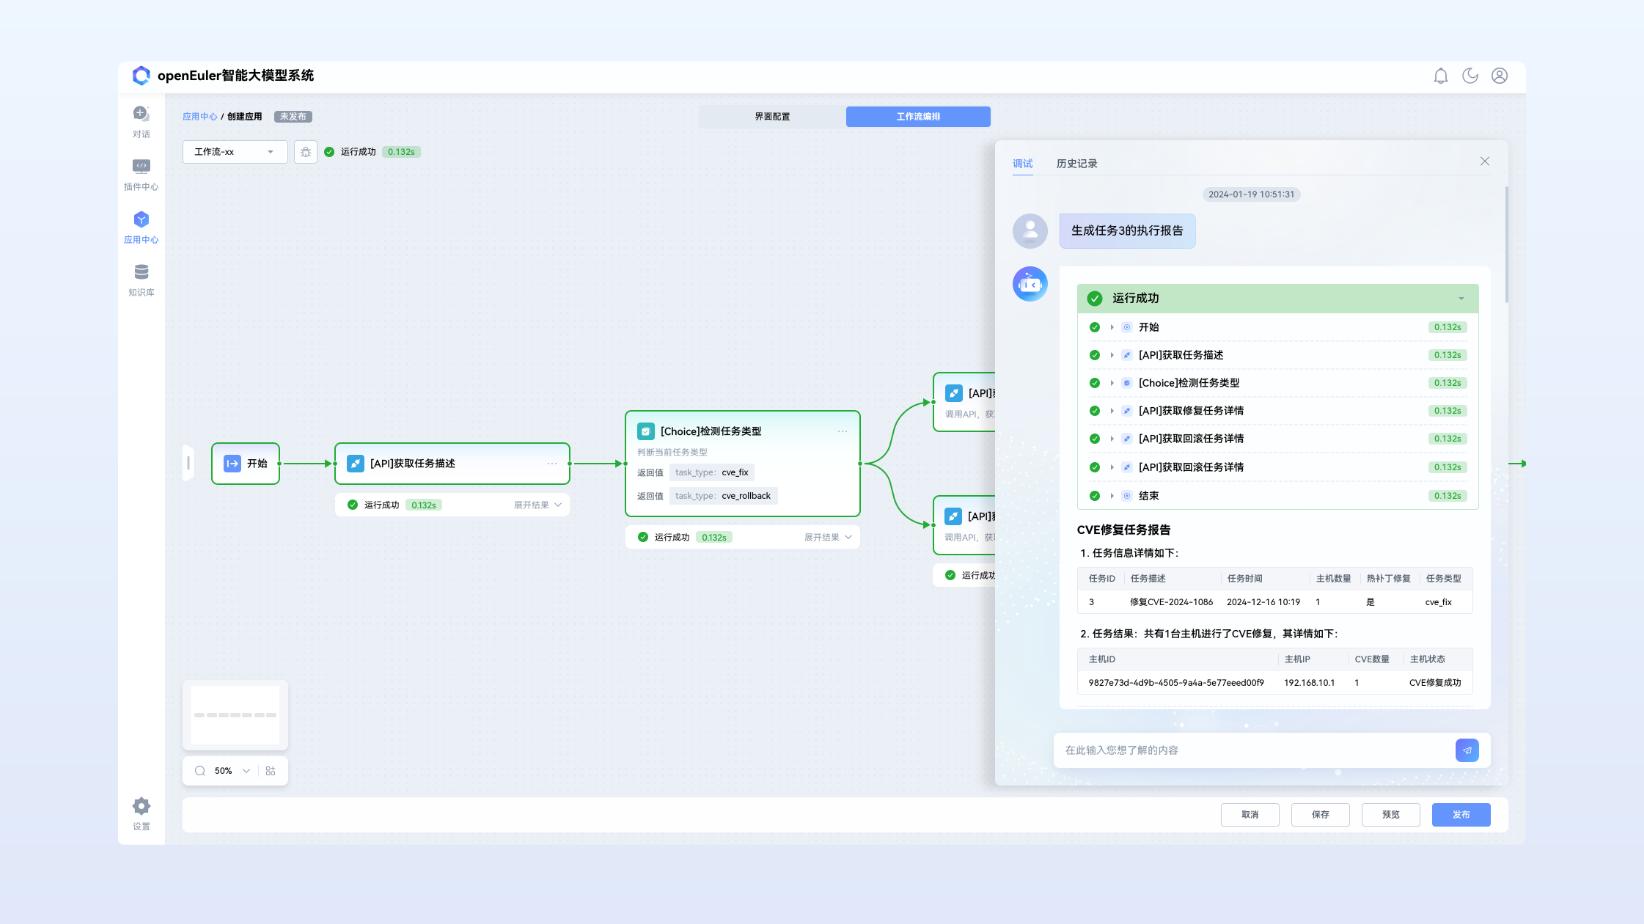 openEuler智能大模型系统
对话
插件中心
应用中心
知识库
设置
应用中心 / 创建应用 未发布
界面配置 工作流编排
工作流-xx 运行成功 0.132s
开始
[API]获取任务描述 ...
运行成功 0.132s 展开结果
[Choice]检测任务类型 ...
判断当前任务类型
返回值 task_type: cve_fix
返回值 task_type: cve_rollback
运行成功 0.132s 展开结果
[API]
调用API，获
[API]
调用API，获
运行成功
50%
调试 历史记录
2024-01-19 10:51:31
生成任务3的执行报告
运行成功
开始 0.132s
[API]获取任务描述 0.132s
[Choice]检测任务类型 0.132s
[API]获取修复任务详情 0.132s
[API]获取回滚任务详情 0.132s
[API]获取回滚任务详情 0.132s
结束 0.132s
CVE修复任务报告
1. 任务信息详情如下：
任务ID 任务描述 任务时间 主机数量 热补丁修复 任务类型
3 修复CVE-2024-1086 2024-12-16 10:19 1 是 cve_fix
2. 任务结果：共有1台主机进行了CVE修复，其详情如下：
主机ID 主机IP CVE数量 主机状态
9827e73d-4d9b-4505-9a4a-5e77eeed00f9 192.168.10.1 1 CVE修复成功
在此输入您想了解的内容
取消 保存 预览 发布